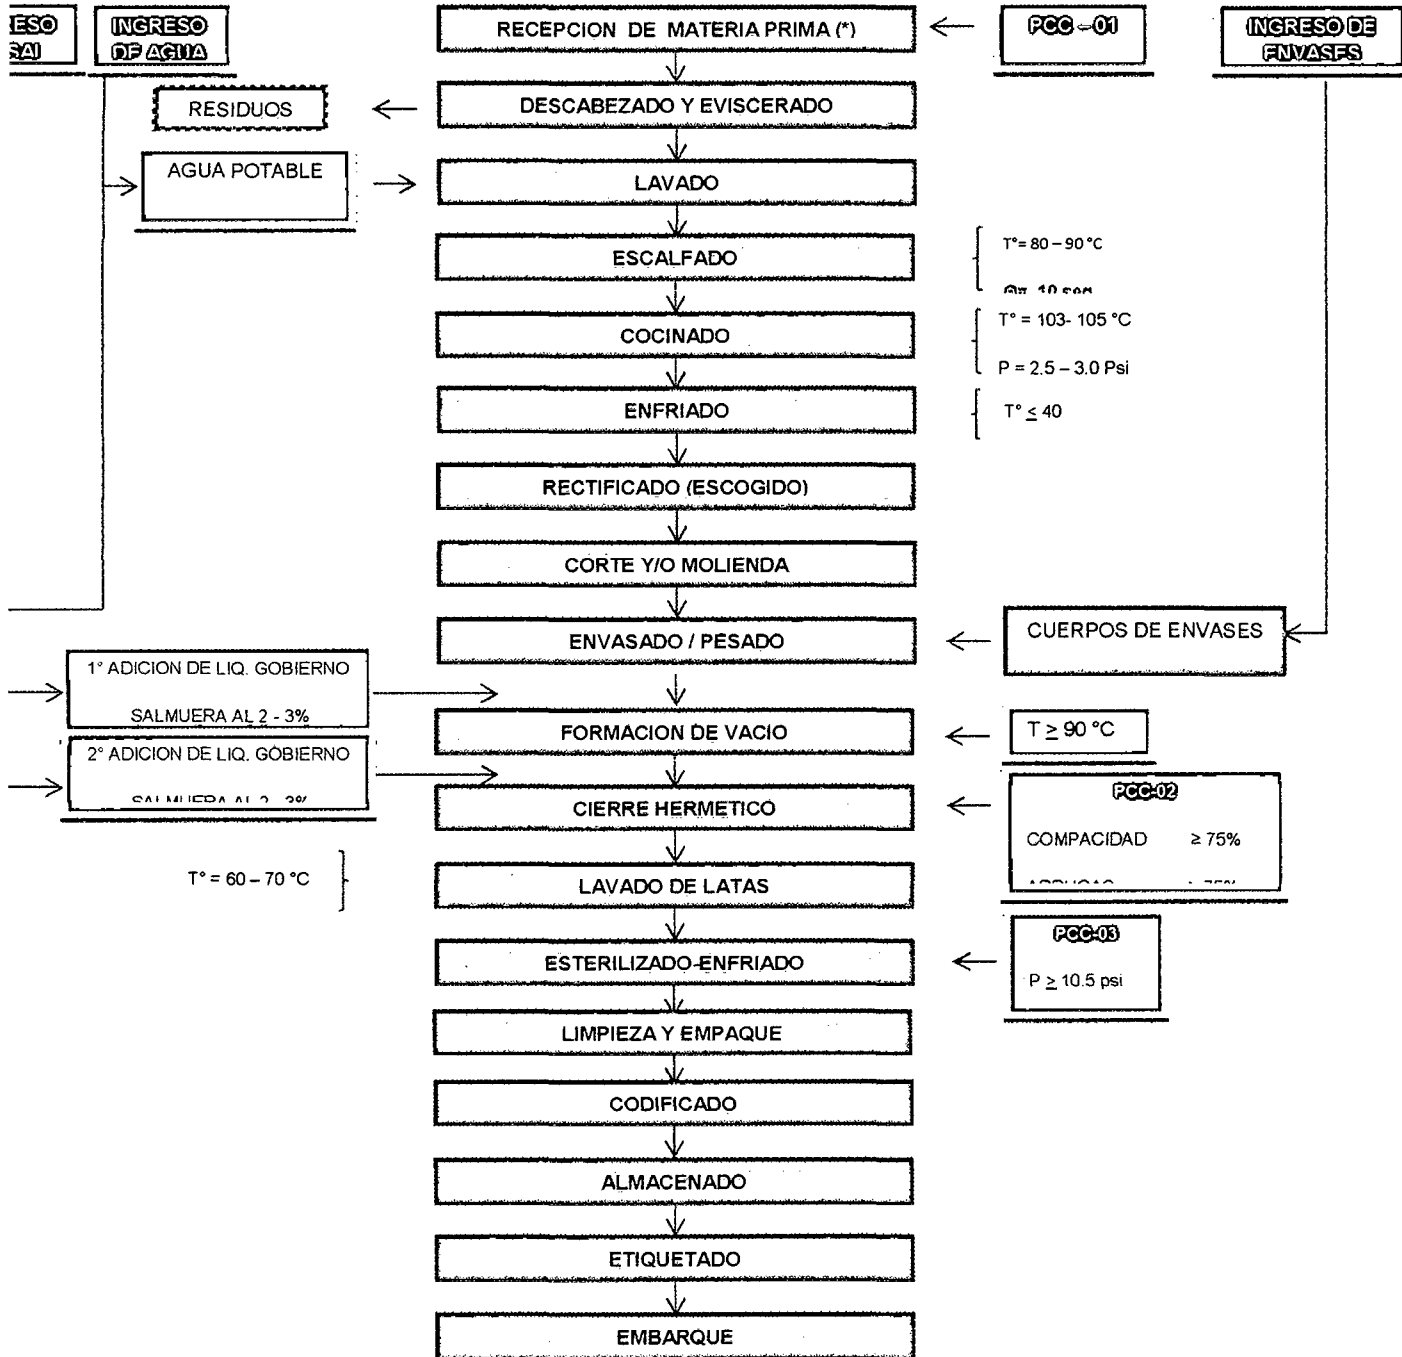 INGRESO
DE AGUA
RECEPCION DE MATERIA PRIMA (*)
PCC - 01
INGRESO DE
ENVASES
RESIDUOS
DESCABEZADO Y EVISCERADO
AGUA POTABLE
LAVADO
ESCALFADO
T°= 80 – 90 °C
COCINADO
T° = 103- 105 °C
P = 2.5 – 3.0 Psi
ENFRIADO
T° ≤ 40
RECTIFICADO (ESCOGIDO)
CORTE Y/O MOLIENDA
ENVASADO / PESADO
CUERPOS DE ENVASES
1° ADICION DE LIQ. GOBIERNO
SALMUERA AL 2 - 3%
FORMACION DE VACIO
T ≥ 90 °C
2° ADICION DE LIQ. GOBIERNO
SALMUERA AL 2 - 3%
CIERRE HERMETICO
PCC-02
COMPACIDAD ≥ 75%
T° = 60 – 70 °C
LAVADO DE LATAS
ESTERILIZADO-ENFRIADO
PCC-03
P ≥ 10.5 psi
LIMPIEZA Y EMPAQUE
CODIFICADO
ALMACENADO
ETIQUETADO
EMBARQUE